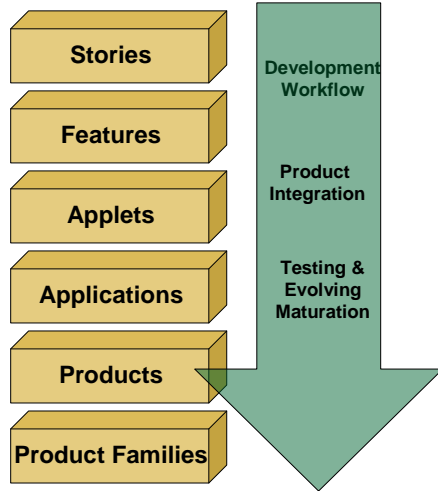 Stories
Features
Applets
Applications
Products
Product Families
Development
Workflow
Product
Integration
Testing &
Evolving
Maturation